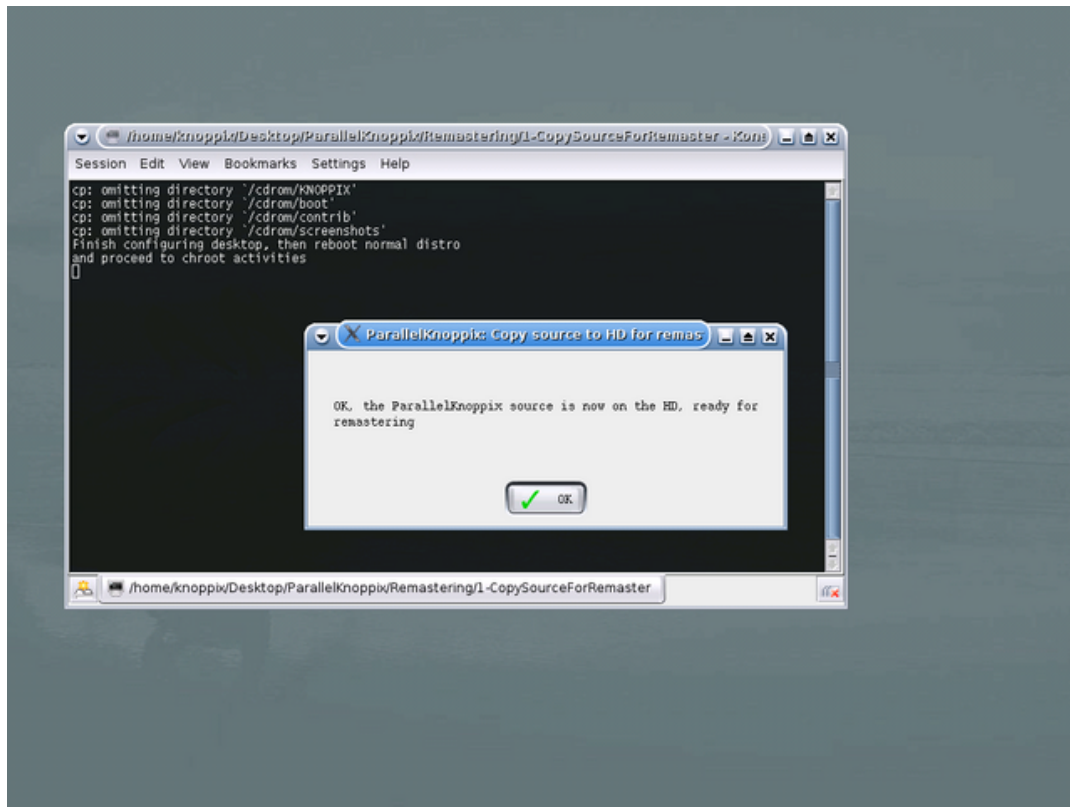 /home/knoppix/Desktop/ParallelKnoppix/Remastering/1-CopySourceForRemaster - Kons
Session Edit View Bookmarks Settings Help
cp: omitting directory `/cdrom/KNOPPIX'
cp: omitting directory `/cdrom/boot'
cp: omitting directory `/cdrom/contrib'
cp: omitting directory `/cdrom/screenshots'
Finish configuring desktop, then reboot normal distro
and proceed to chroot activities
ParallelKnoppix: Copy source to HD for remas
OK, the ParallelKnoppix source is now on the HD, ready for
remastering
OK
/home/knoppix/Desktop/ParallelKnoppix/Remastering/1-CopySourceForRemaster